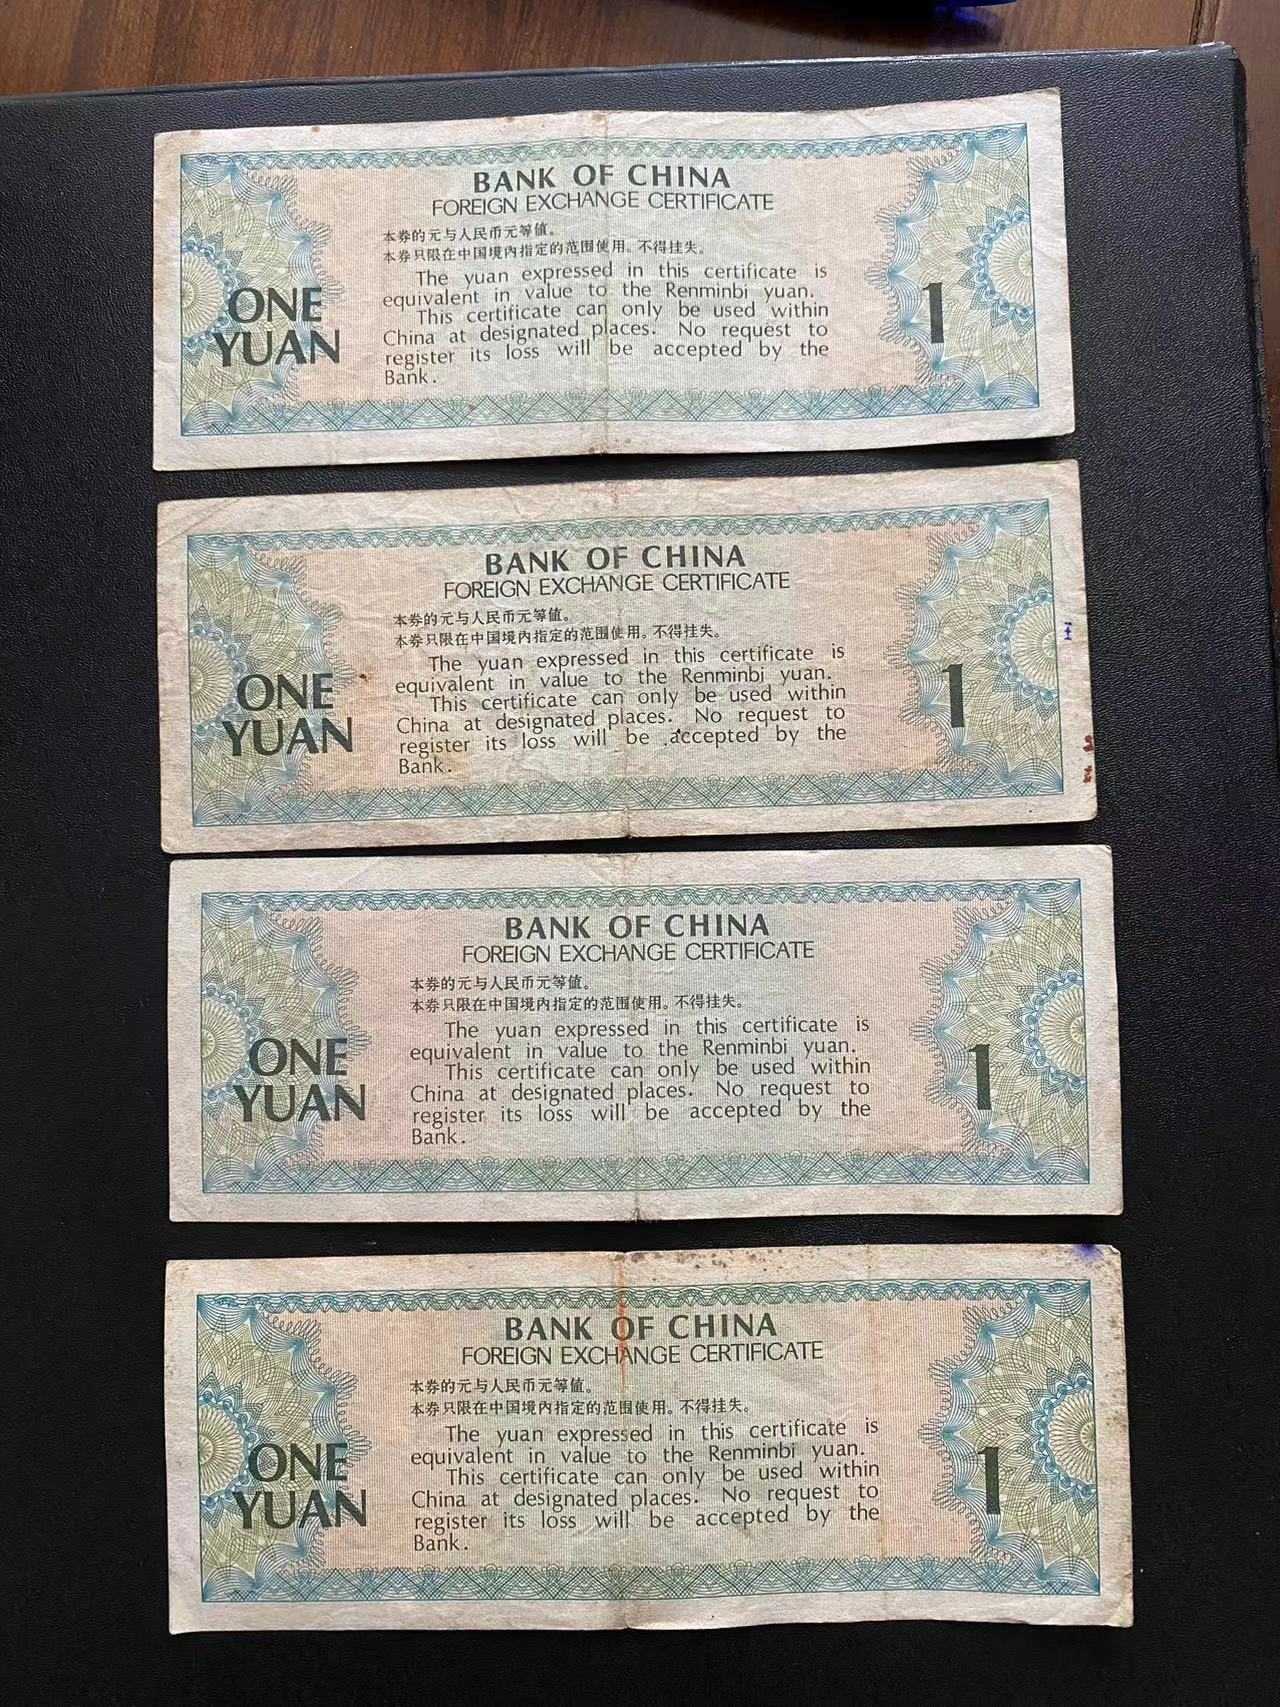 BANK OF CHINA
FOREIGN EXCHANGE CERTIFICATE
本券的元与人民币元等值。
本券只限在中国境内指定的范围使用。不得挂失。
The yuan expressed in this certificate is
equivalent in value to the Renminbi yuan.
This certificate can only be used within
China at designated places. No request to
register its loss will be accepted by the
Bank.
ONE
YUAN
1
BANK OF CHINA
FOREIGN EXCHANGE CERTIFICATE
本券的元与人民币元等值。
本券只限在中国境内指定的范围使用。不得挂失。
The yuan expressed in this certificate is
equivalent in value to the Renminbi yuan.
This certificate can only be used within
China at designated places. No request to
register its loss will be accepted by the
Bank.
ONE
YUAN
1
BANK OF CHINA
FOREIGN EXCHANGE CERTIFICATE
本券的元与人民币元等值。
本券只限在中国境内指定的范围使用。不得挂失。
The yuan expressed in this certificate is
equivalent in value to the Renminbi yuan.
This certificate can only be used within
China at designated places. No request to
register its loss will be accepted by the
Bank.
ONE
YUAN
1
BANK OF CHINA
FOREIGN EXCHANGE CERTIFICATE
本券的元与人民币元等值。
本券只限在中国境内指定的范围使用。不得挂失。
The yuan expressed in this certificate is
equivalent in value to the Renminbi yuan.
This certificate can only be used within
China at designated places. No request to
register its loss will be accepted by the
Bank.
ONE
YUAN
1